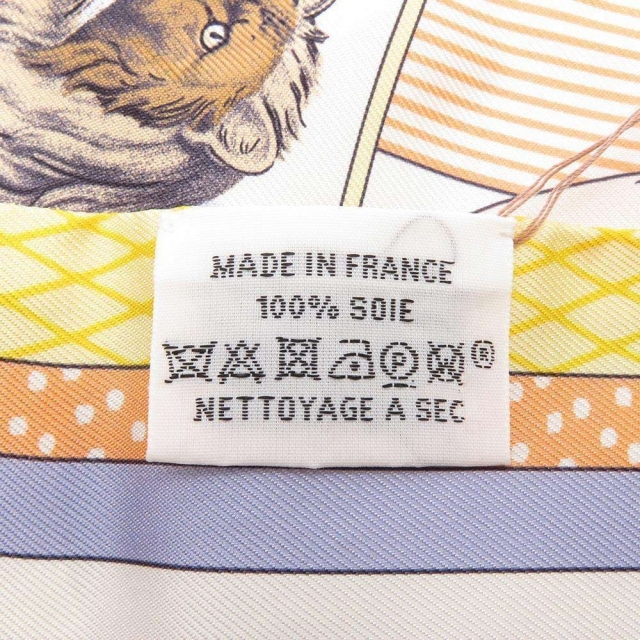 MADE IN FRANCE
100% SOIE
P ®
NETTOYAGE A SEC